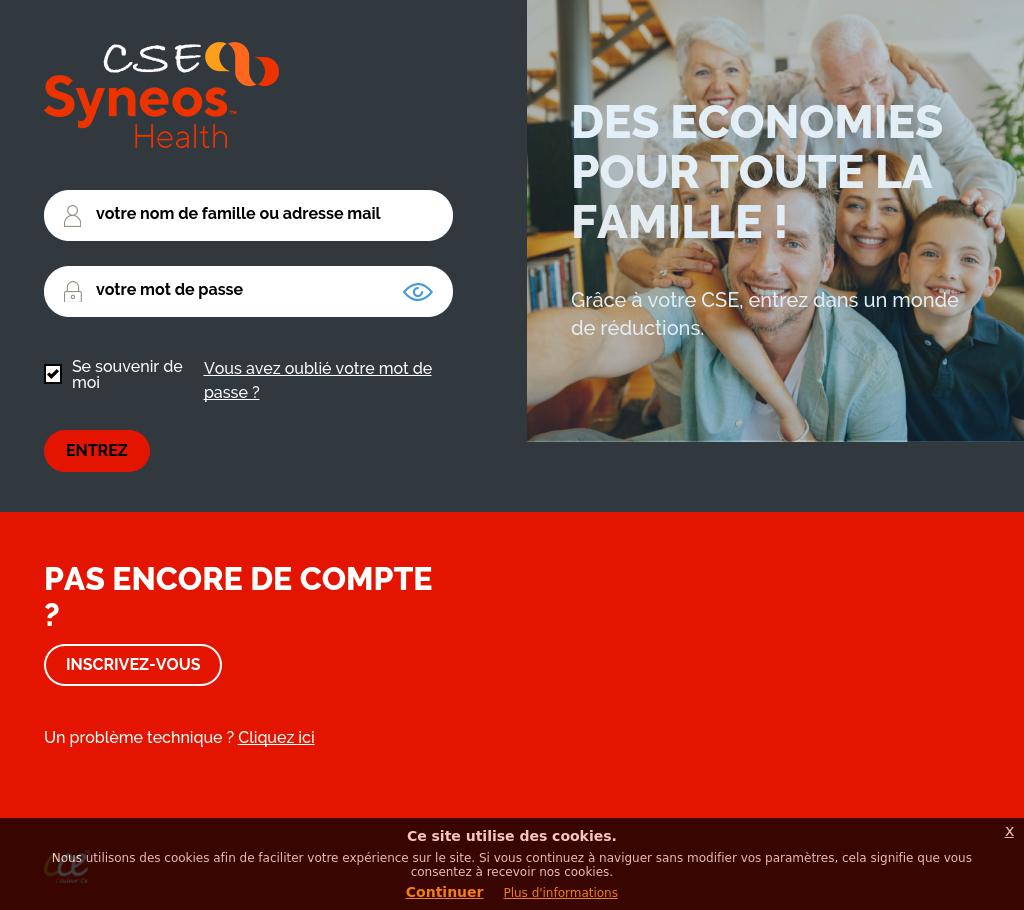 CSE
Syneos™
Health
votre nom de famille ou adresse mail
votre mot de passe
Se souvenir de
moi
Vous avez oublié votre mot de
passe ?
ENTREZ
DES ECONOMIES
POUR TOUTE LA
FAMILLE !
Grâce à votre CSE, entrez dans un monde
de réductions.
PAS ENCORE DE COMPTE
?
INSCRIVEZ-VOUS
Un problème technique ? Cliquez ici
X
Ce site utilise des cookies.
Nous utilisons des cookies afin de faciliter votre expérience sur le site. Si vous continuez à naviguer sans modifier vos paramètres, cela signifie que vous
consentez à recevoir nos cookies.
Continuer Plus d'informations